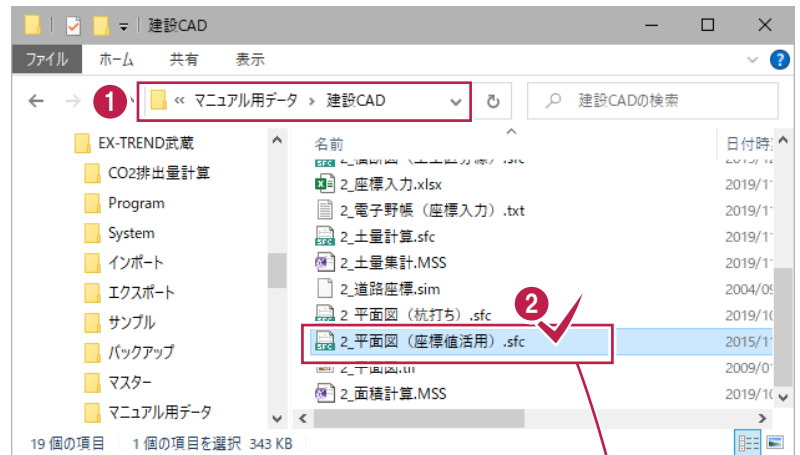 建設CAD
ファイル ホーム 共有 表示
1 « マニュアル用データ › 建設CAD 建設CADの検索
EX-TREND武蔵
CO2排出量計算
Program
System
インポート
エクスポート
サンプル
バックアップ
マスター
マニュアル用データ
名前 日付時
2_座標入力.xlsx 2019/1
2_電子野帳（座標入力）.txt 2019/1
2_土量計算.sfc 2019/1
2_土量集計.MSS 2019/1
2_道路座標.sim 2004/09
2
2_平面図（杭打ち）.sfc 2019/10
2_平面図（座標値活用）.sfc 2015/1
2_平面図.tif 2009/0
2_面積計算.MSS 2019/10
19 個の項目 1 個の項目を選択 343 KB